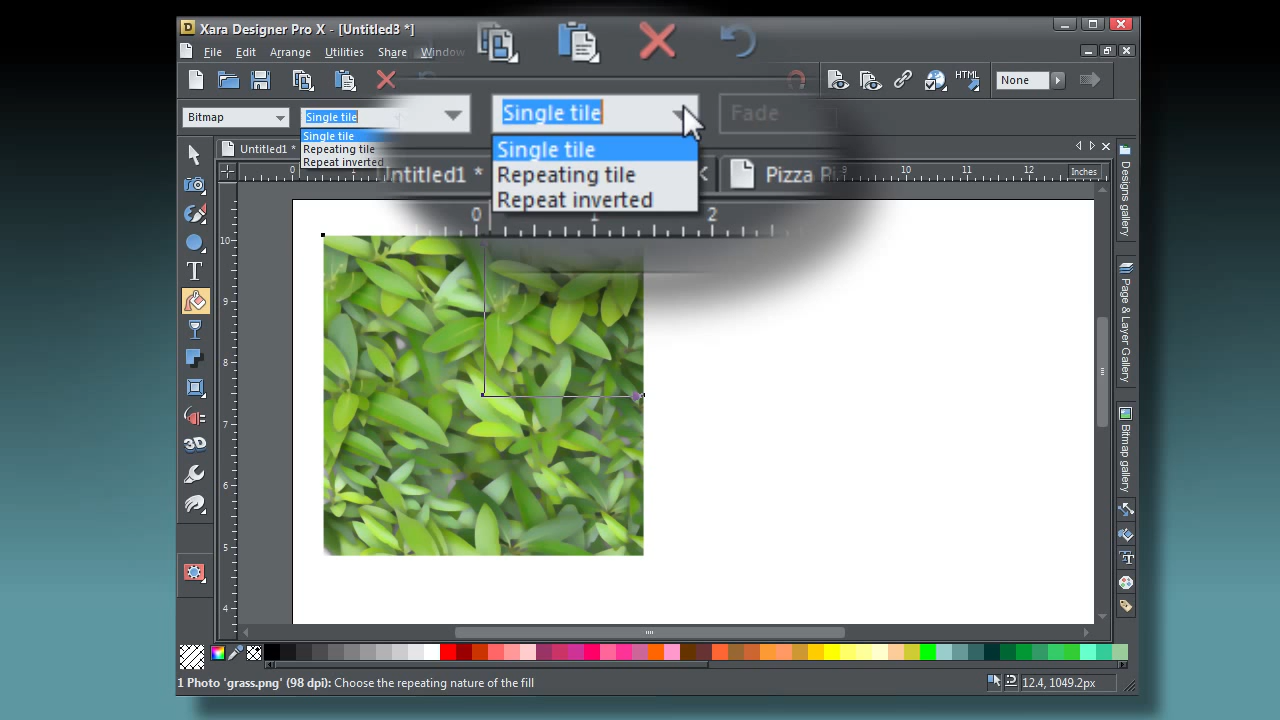 Xara Designer Pro X - [Untitled3 *]
File Edit Arrange Utilities Share Window
HTML
None
Bitmap
Single tile
Single tile
Fade
Single tile
Repeating tile
Repeat inverted
Single tile
Repeating tile
Repeat inverted
Untitled1 *
Untitled1 *
Pizza
0 1 2
0 9 10 11 12
Inches
10
9
8
7
6
5
4
T
3D
Designs gallery
Page & Layer Gallery
Bitmap gallery
1 Photo 'grass.png' (98 dpi): Choose the repeating nature of the fill
12.4, 1049.2px